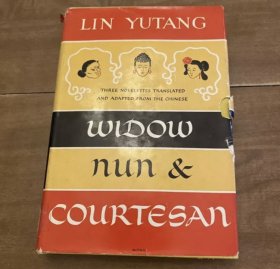 LIN YUTANG
THREE NOVELETTES TRANSLATED
AND ADAPTED FROM THE CHINESE
WIDOW
nun &
COURTESAN